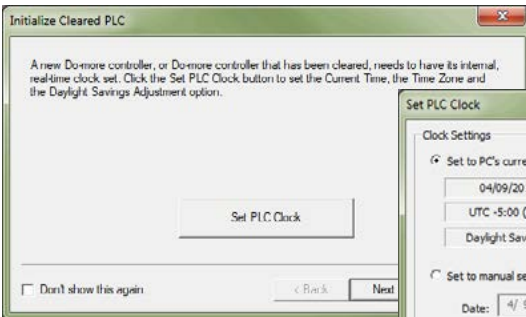 Initialize Cleared PLC
A new Do-more controller, or Do-more controller that has been cleared, needs to have its internal,
real-time clock set. Click the Set PLC Clock button to set the Current Time, the Time Zone and
the Daylight Savings Adjustment option.
Set PLC Clock
Don't show this again
< Back
Next
Set PLC Clock
Clock Settings
Set to PC's curre
04/09/20
UTC -5:00 (
Daylight Sav
Set to manual se
Date: 4/ 9